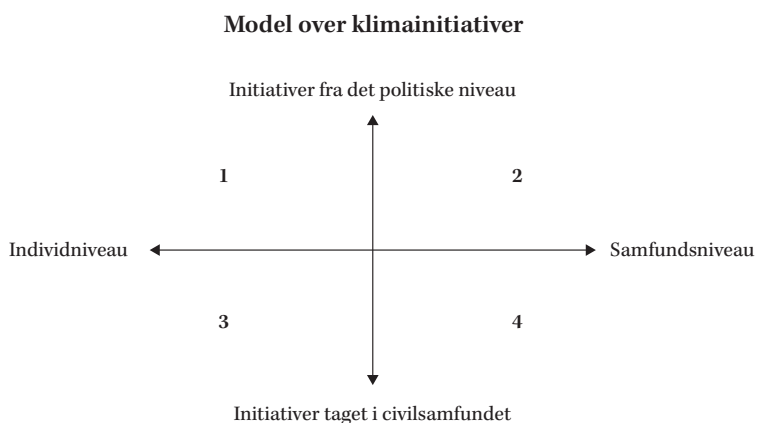 Model over klimainitiativer
Initiativer fra det politiske niveau
1
2
Individniveau
Samfundsniveau
3
4
Initiativer taget i civilsamfundet